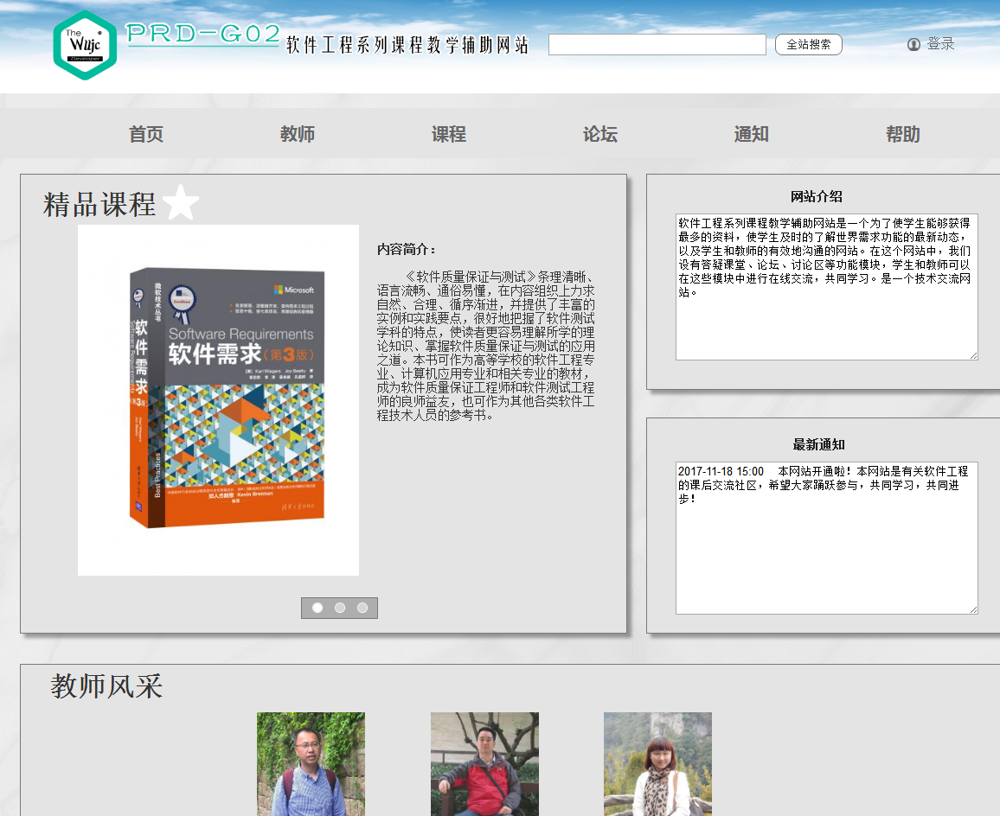 The
Wujc
Developer
PRD-G02
软件工程系列课程教学辅助网站
全站搜索
登录
首页
教师
课程
论坛
通知
帮助
精品课程
微软技术丛书
Microsoft
Software Requirements
软件需求(第3版)
[美] Karl Wiegers Joy Beatty 著
软件需求
Software Requirements
(第3版)
Best Practices
邓人杰教授 Kevin Brennan
清华大学出版社
内容简介:
《软件质量保证与测试》条理清晰、
语言流畅、通俗易懂，在内容组织上力求
自然、合理、循序渐进，并提供了丰富的
实例和实践要点，很好地把握了软件测试
学科的特点，使读者更容易理解所学的理
论知识、掌握软件质量保证与测试的应用
之道。本书可作为高等学校的软件工程专
业、计算机应用专业和相关专业的教材，
成为软件质量保证工程师和软件测试工程
师的良师益友，也可作为其他各类软件工
程技术人员的参考书。
网站介绍
软件工程系列课程教学辅助网站是一个为了使学生能够获得
最多的资料，使学生及时的了解世界需求功能的最新动态，
以及学生和教师的有效地沟通的网站。在这个网站中，我们
设有答疑课堂、论坛、讨论区等功能模块，学生和教师可以
在这些模块中进行在线交流，共同学习。是一个技术交流网
站。
最新通知
2017-11-18 15:00 本网站开通啦！本网站是有关软件工程
的课后交流社区，希望大家踊跃参与，共同学习，共同进
步！
教师风采